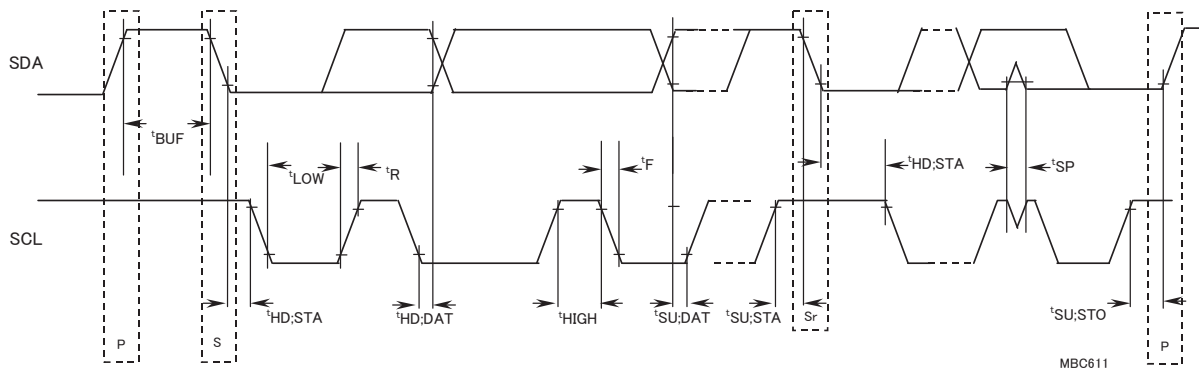 SDA
tBUF
tLOW
tR
tF
tHD;STA
tSP
SCL
tHD;STA
tHD;DAT
tHIGH
tSU;DAT
tSU;STA
Sr
tSU;STO
P
S
P
MBC611